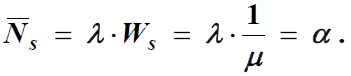 N̅ₛ = λ·Wₛ = λ·1/μ = α.